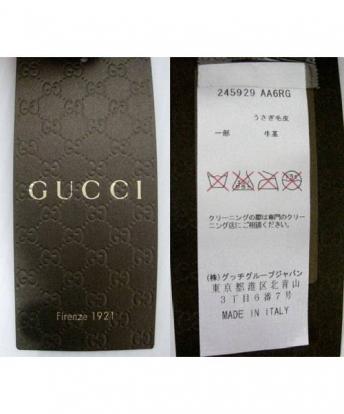 GUCCI
Firenze 1921
245929 AA6RG
うさぎ毛皮
一部 牛革
クリーニングの際は専門のクリー
ニング店にご相談ください
(株)グッチグループジャパン
東京都港区北青山
3丁目6番7号
MADE IN ITALY